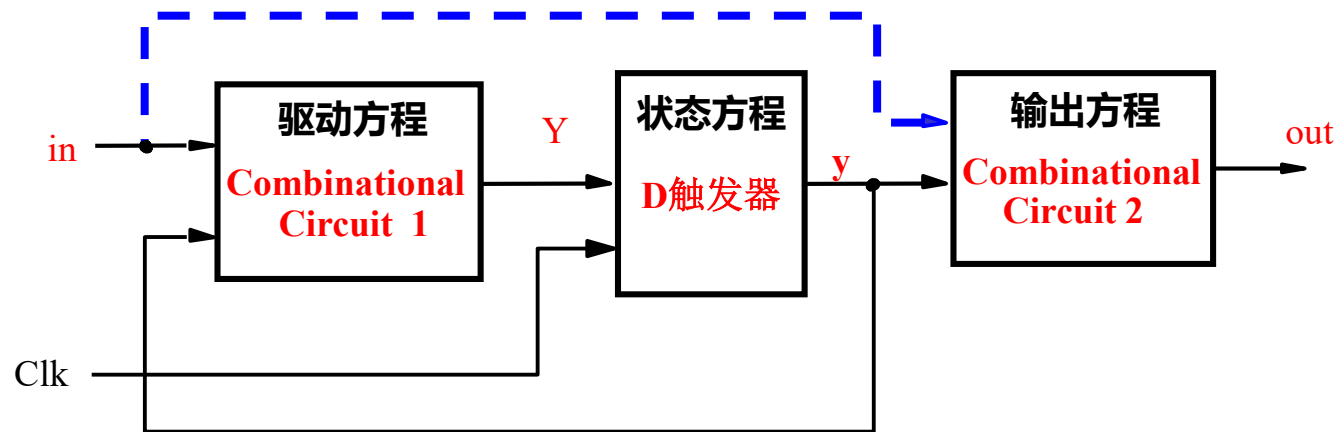 in
驱动方程
Combinational
Circuit 1
Y
状态方程
D触发器
y
输出方程
Combinational
Circuit 2
out
Clk